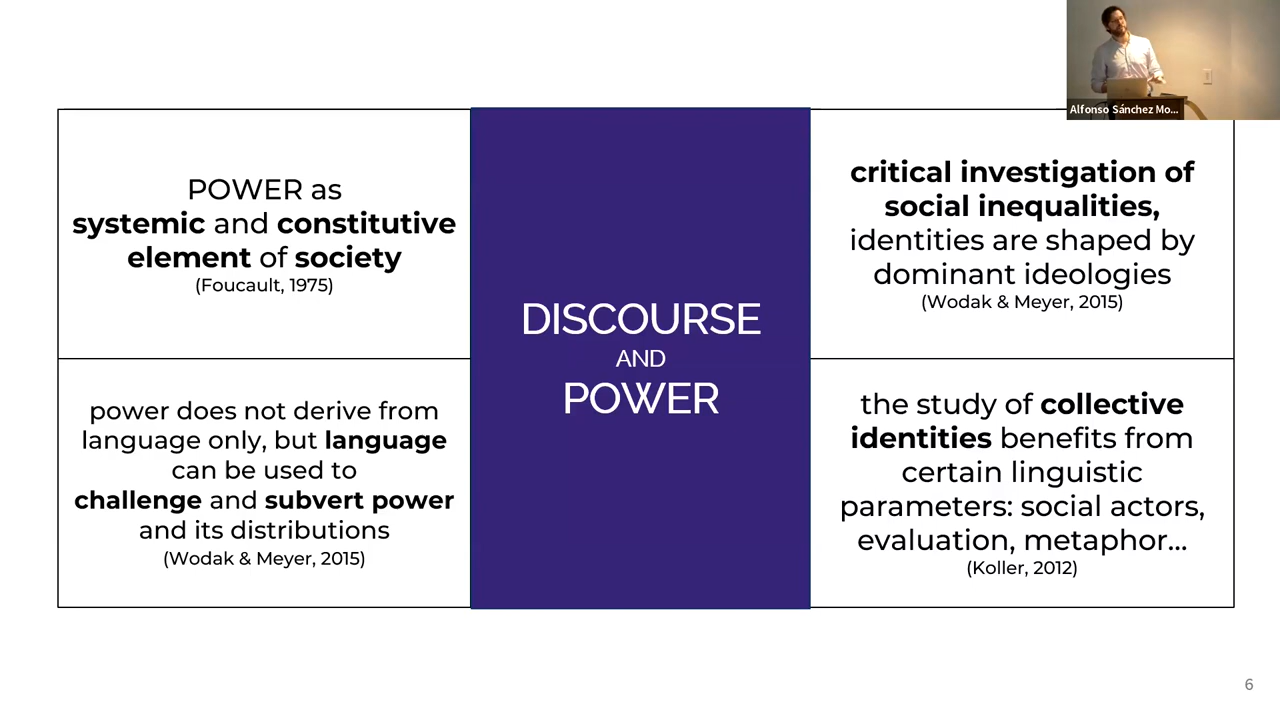 Alfonso Sánchez Mo...
POWER as
systemic and constitutive
element of society
(Foucault, 1975)
power does not derive from
language only, but language
can be used to
challenge and subvert power
and its distributions
(Wodak & Meyer, 2015)
DISCOURSE
AND
POWER
critical investigation of
social inequalities,
identities are shaped by
dominant ideologies
(Wodak & Meyer, 2015)
the study of collective
identities benefits from
certain linguistic
parameters: social actors,
evaluation, metaphor...
(Koller, 2012)
6